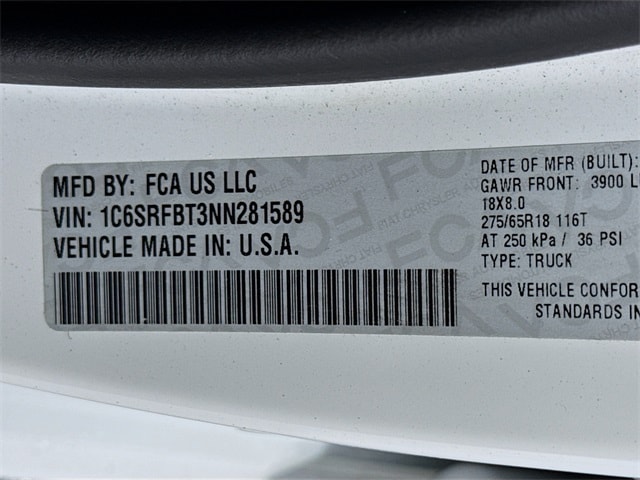 MFD BY: FCA US LLC
VIN: 1C6SRFBT3NN281589
VEHICLE MADE IN: U.S.A.
DATE OF MFR (BUILT):
GAWR FRONT: 3900 L
18X8.0
275/65R18 116T
AT 250 kPa / 36 PSI
TYPE: TRUCK
THIS VEHICLE CONFOR
STANDARDS IN